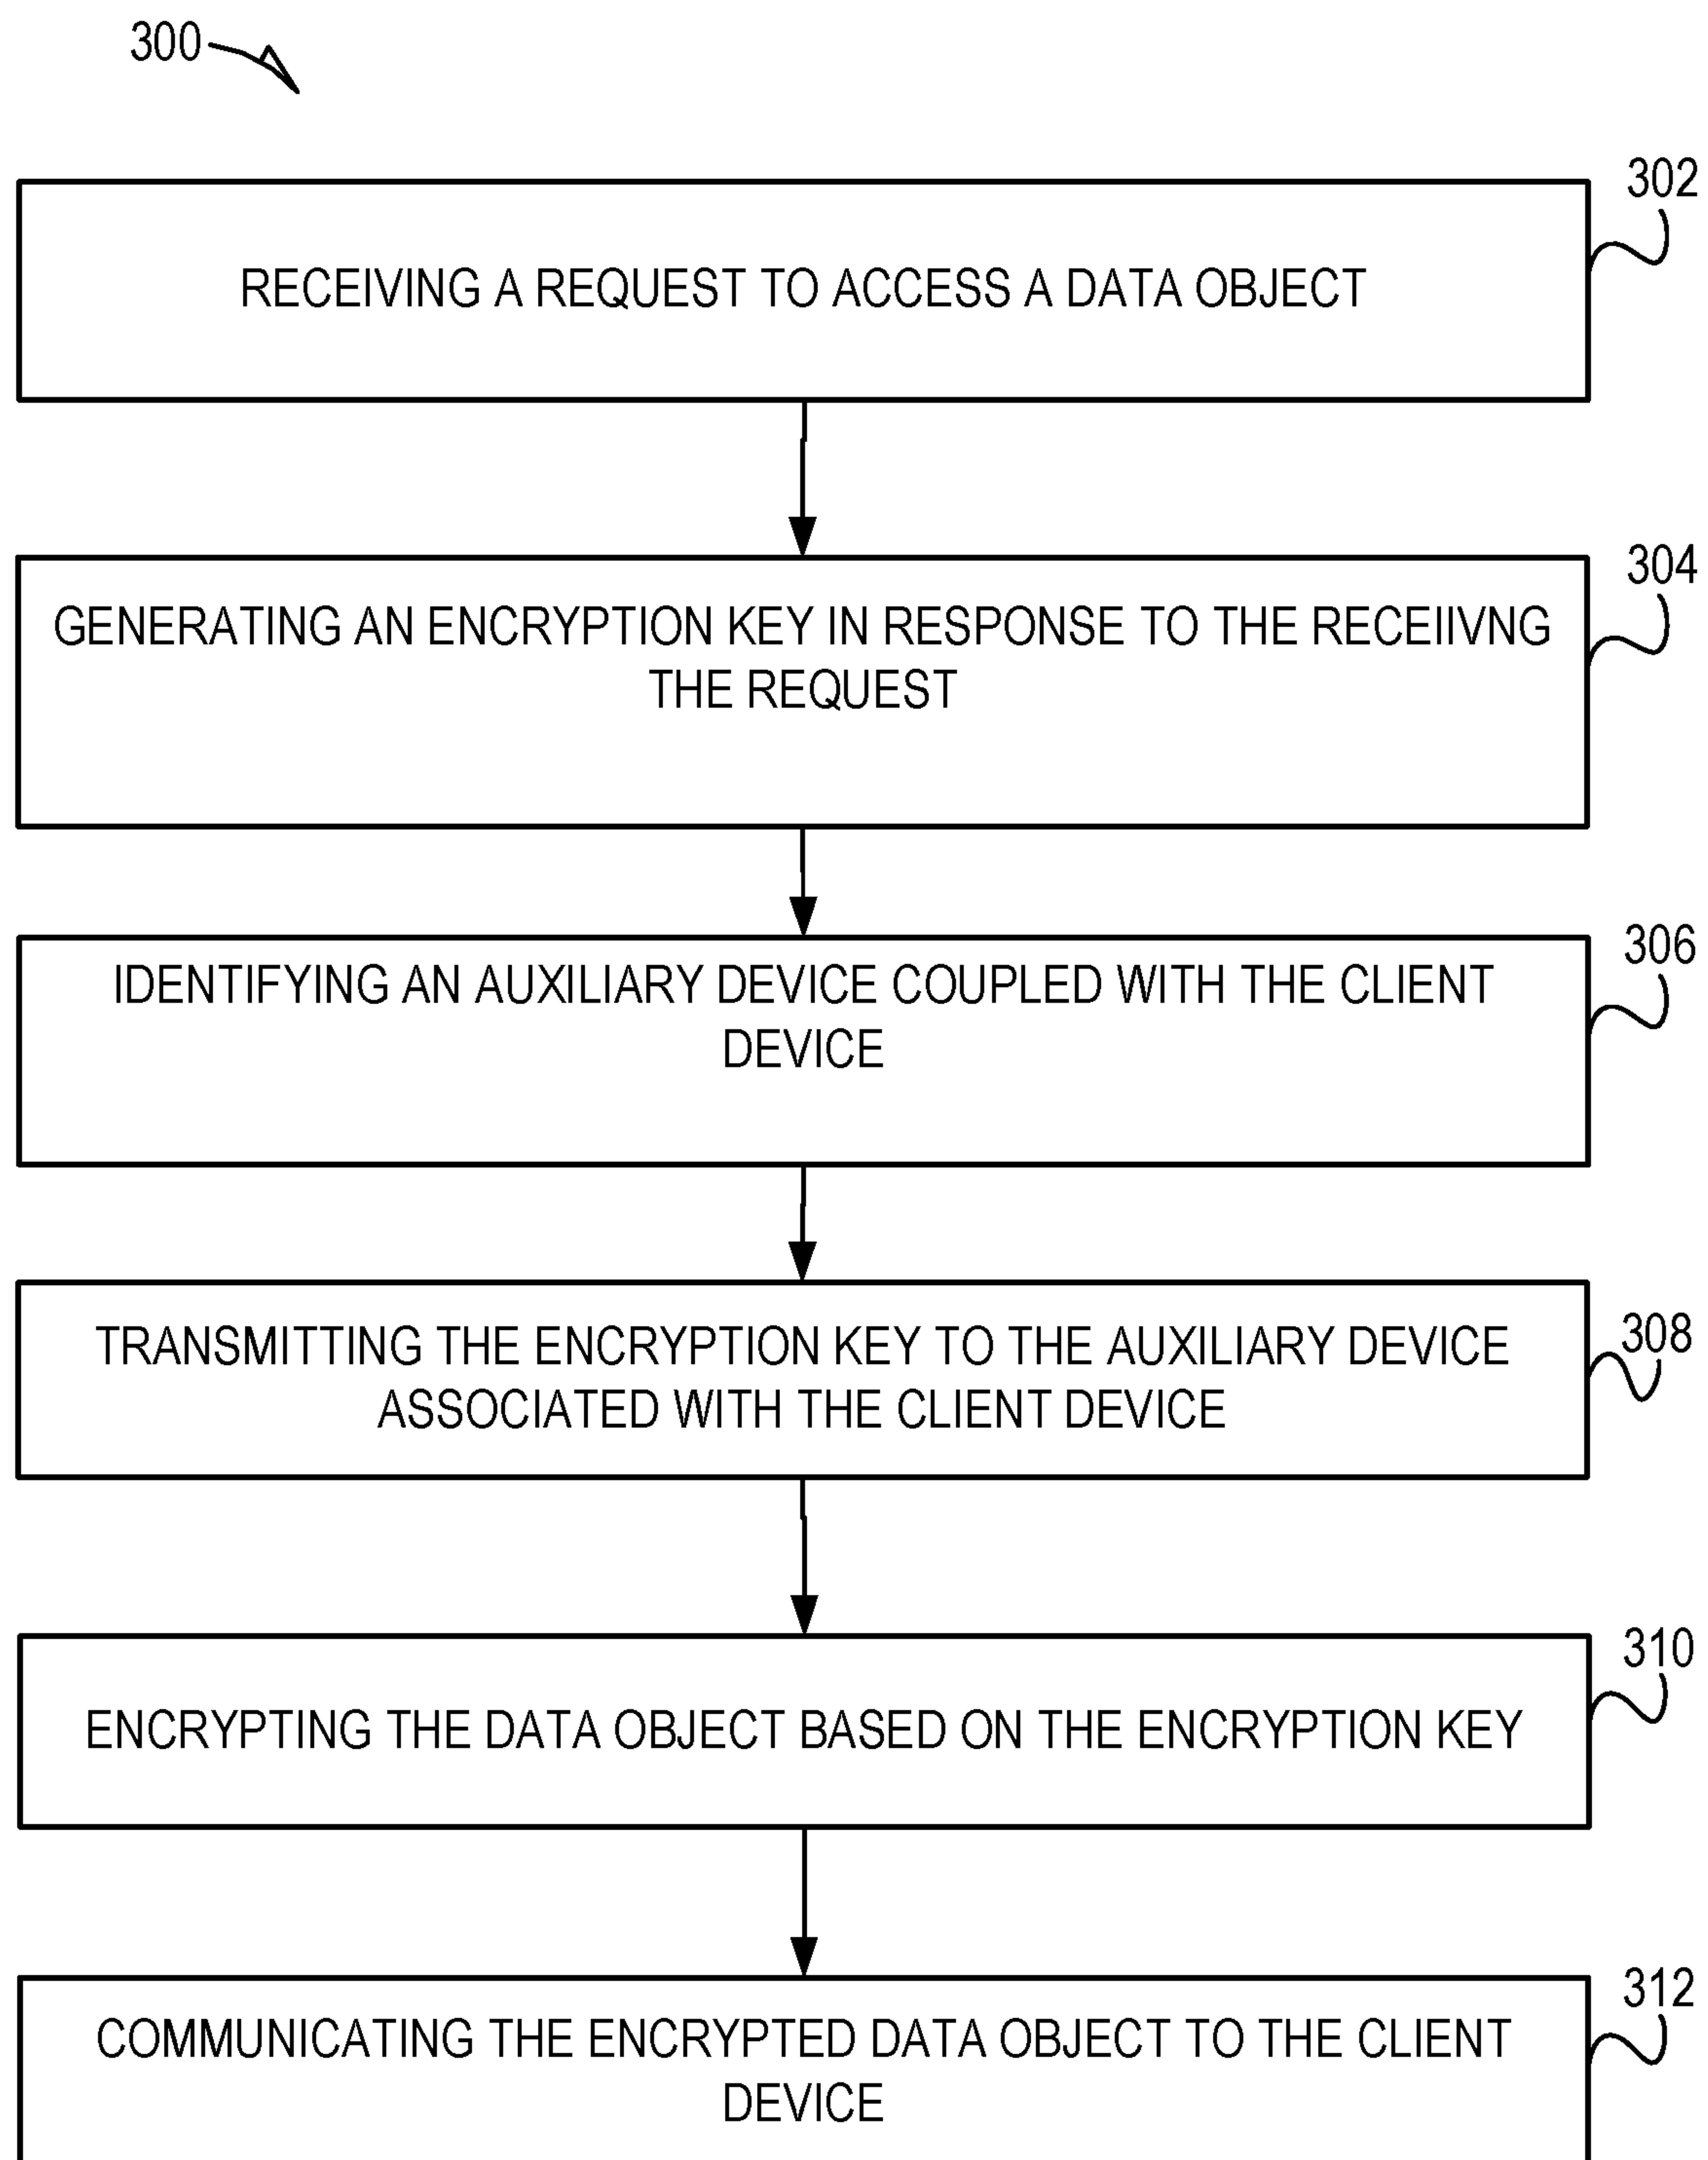 300
302
RECEIVING A REQUEST TO ACCESS A DATA OBJECT
304
GENERATING AN ENCRYPTION KEY IN RESPONSE TO THE RECEIIVNG
THE REQUEST
306
IDENTIFYING AN AUXILIARY DEVICE COUPLED WITH THE CLIENT
DEVICE
308
TRANSMITTING THE ENCRYPTION KEY TO THE AUXILIARY DEVICE
ASSOCIATED WITH THE CLIENT DEVICE
310
ENCRYPTING THE DATA OBJECT BASED ON THE ENCRYPTION KEY
312
COMMUNICATING THE ENCRYPTED DATA OBJECT TO THE CLIENT
DEVICE